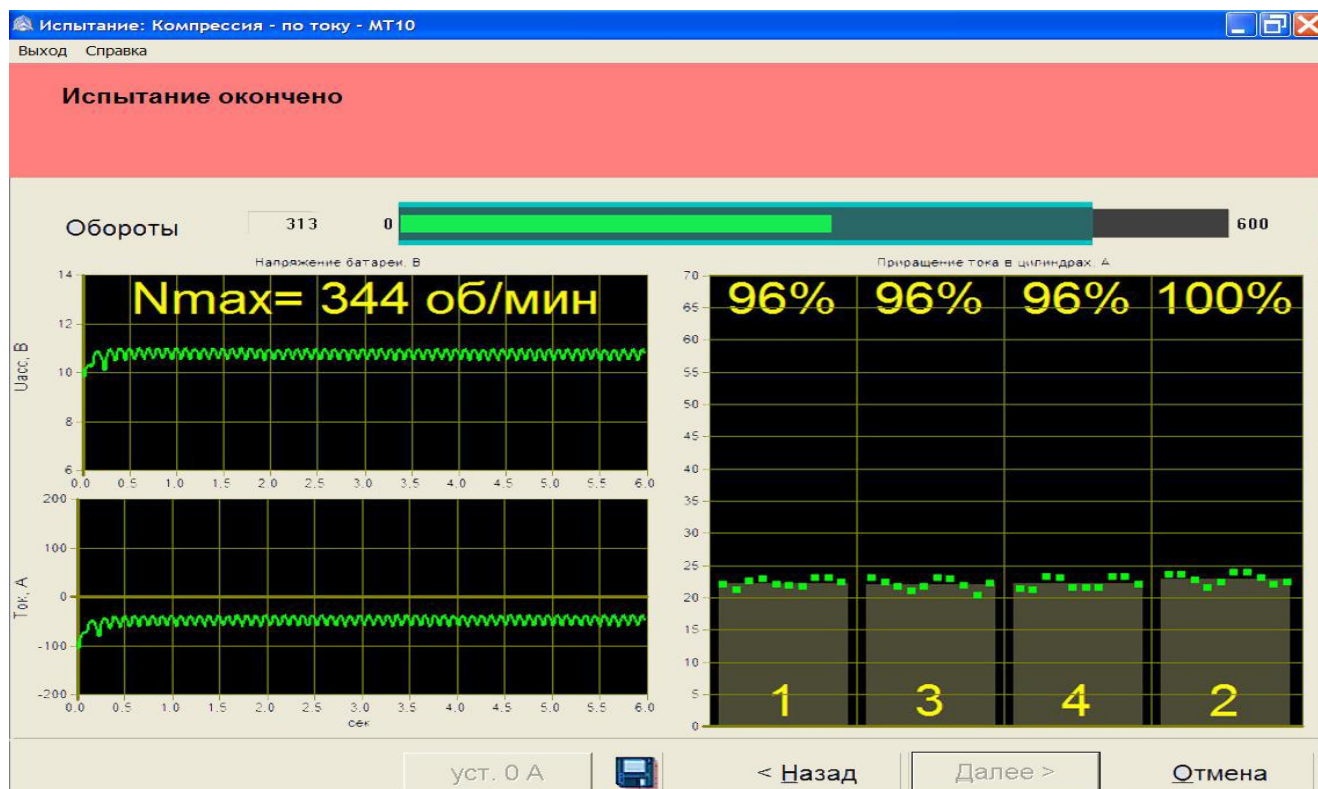 Испытание: Компрессия - по току - МТ10
Выход Справка
Испытание окончено
Обороты 313 0 600
Напряжение батареи, В
Nmax= 344 об/мин
Uacc, В
14
12
10
8
6
0.0 0.5 1.0 1.5 2.0 2.5 3.0 3.5 4.0 4.5 5.0 5.5 6.0
Ток, А
200
100
0
-100
-200
0.0 0.5 1.0 1.5 2.0 2.5 3.0 3.5 4.0 4.5 5.0 5.5 6.0
сек
Приращение тока в цилиндрах, А
96% 96% 96% 100%
70
65
60
55
50
45
40
35
30
25
20
15
10
5
0
1 3 4 2
уст. 0 А < Назад Далее > Отмена